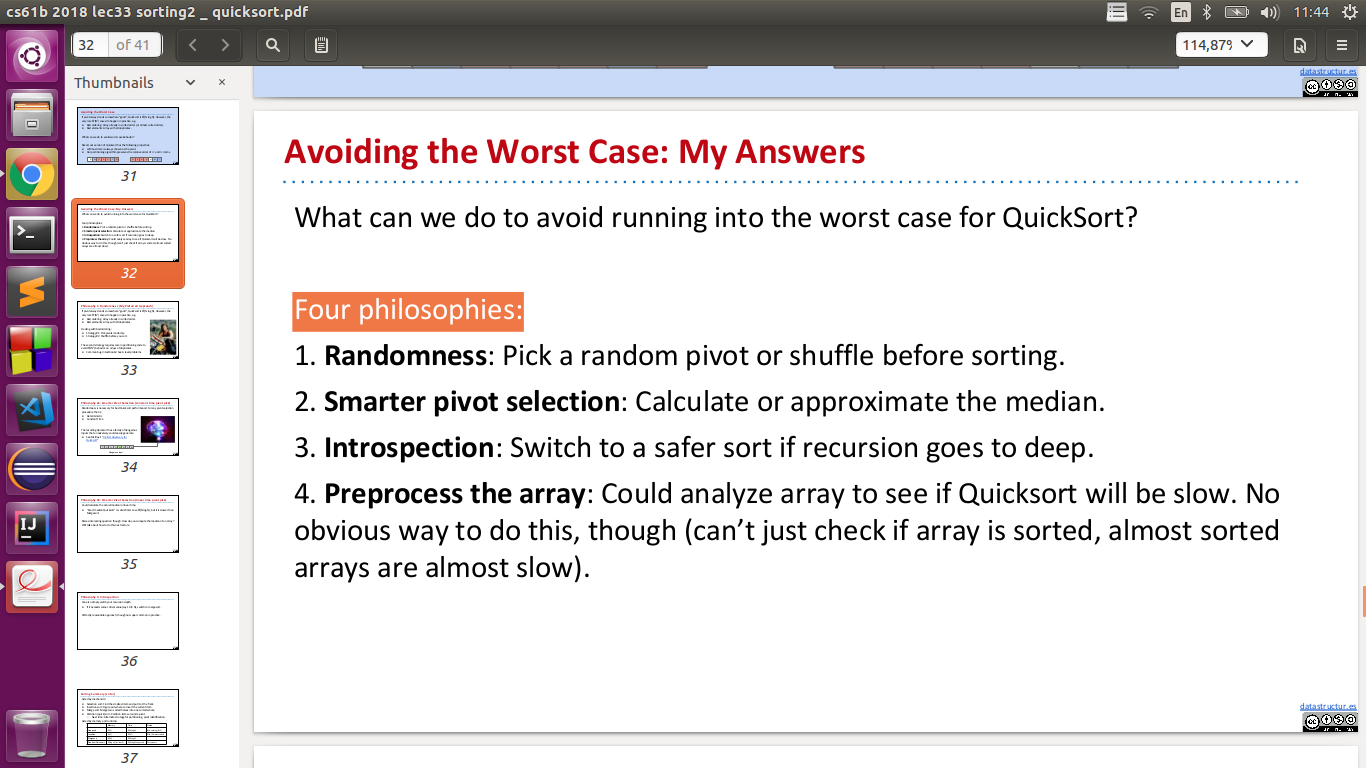 cs61b 2018 lec33 sorting2 _ quicksort.pdf
En
11:44
32 of 41
114,87%
Thumbnails
×
31
32
33
34
35
36
37
datastructur.es
Avoiding the Worst Case: My Answers
What can we do to avoid running into the worst case for QuickSort?
Four philosophies:
1. Randomness: Pick a random pivot or shuffle before sorting.
2. Smarter pivot selection: Calculate or approximate the median.
3. Introspection: Switch to a safer sort if recursion goes to deep.
4. Preprocess the array: Could analyze array to see if Quicksort will be slow. No
obvious way to do this, though (can’t just check if array is sorted, almost sorted
arrays are almost slow).
datastructur.es